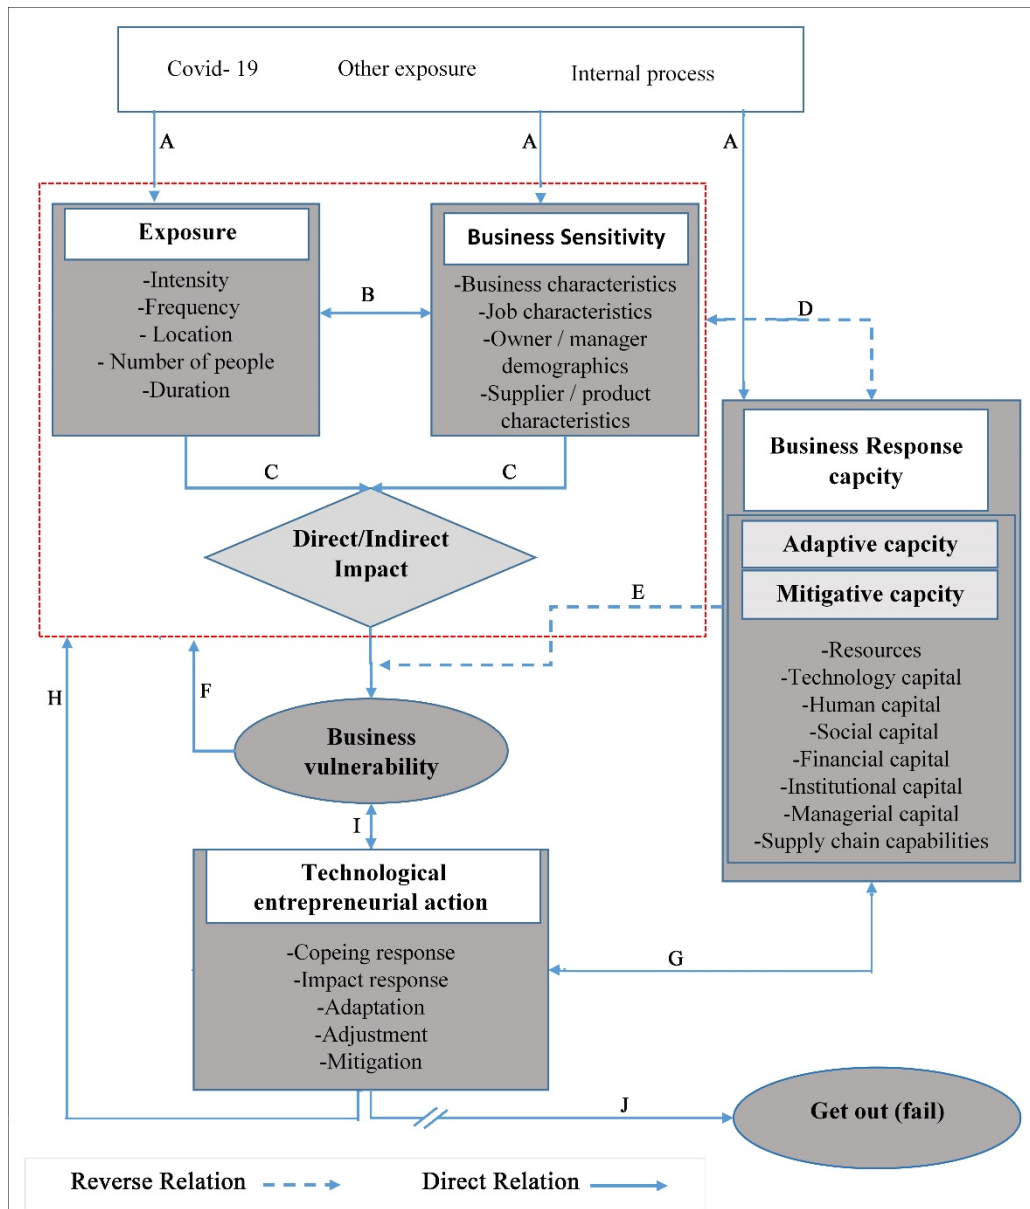 Covid- 19
Other exposure
Internal process
A
A
A
Exposure
-Intensity
-Frequency
- Location
- Number of people
-Duration
B
Business Sensitivity
-Business characteristics
-Job characteristics
-Owner / manager
demographics
-Supplier / product
characteristics
D
C
C
Direct/Indirect
Impact
Business Response
capcity
Adaptive capcity
Mitigative capcity
-Resources
-Technology capital
-Human capital
-Social capital
-Financial capital
-Institutional capital
-Managerial capital
-Supply chain capabilities
E
H
F
Business
vulnerability
I
Technological
entrepreneurial action
-Copeing response
-Impact response
-Adaptation
-Adjustment
-Mitigation
G
J
Get out (fail)
Reverse Relation
Direct Relation